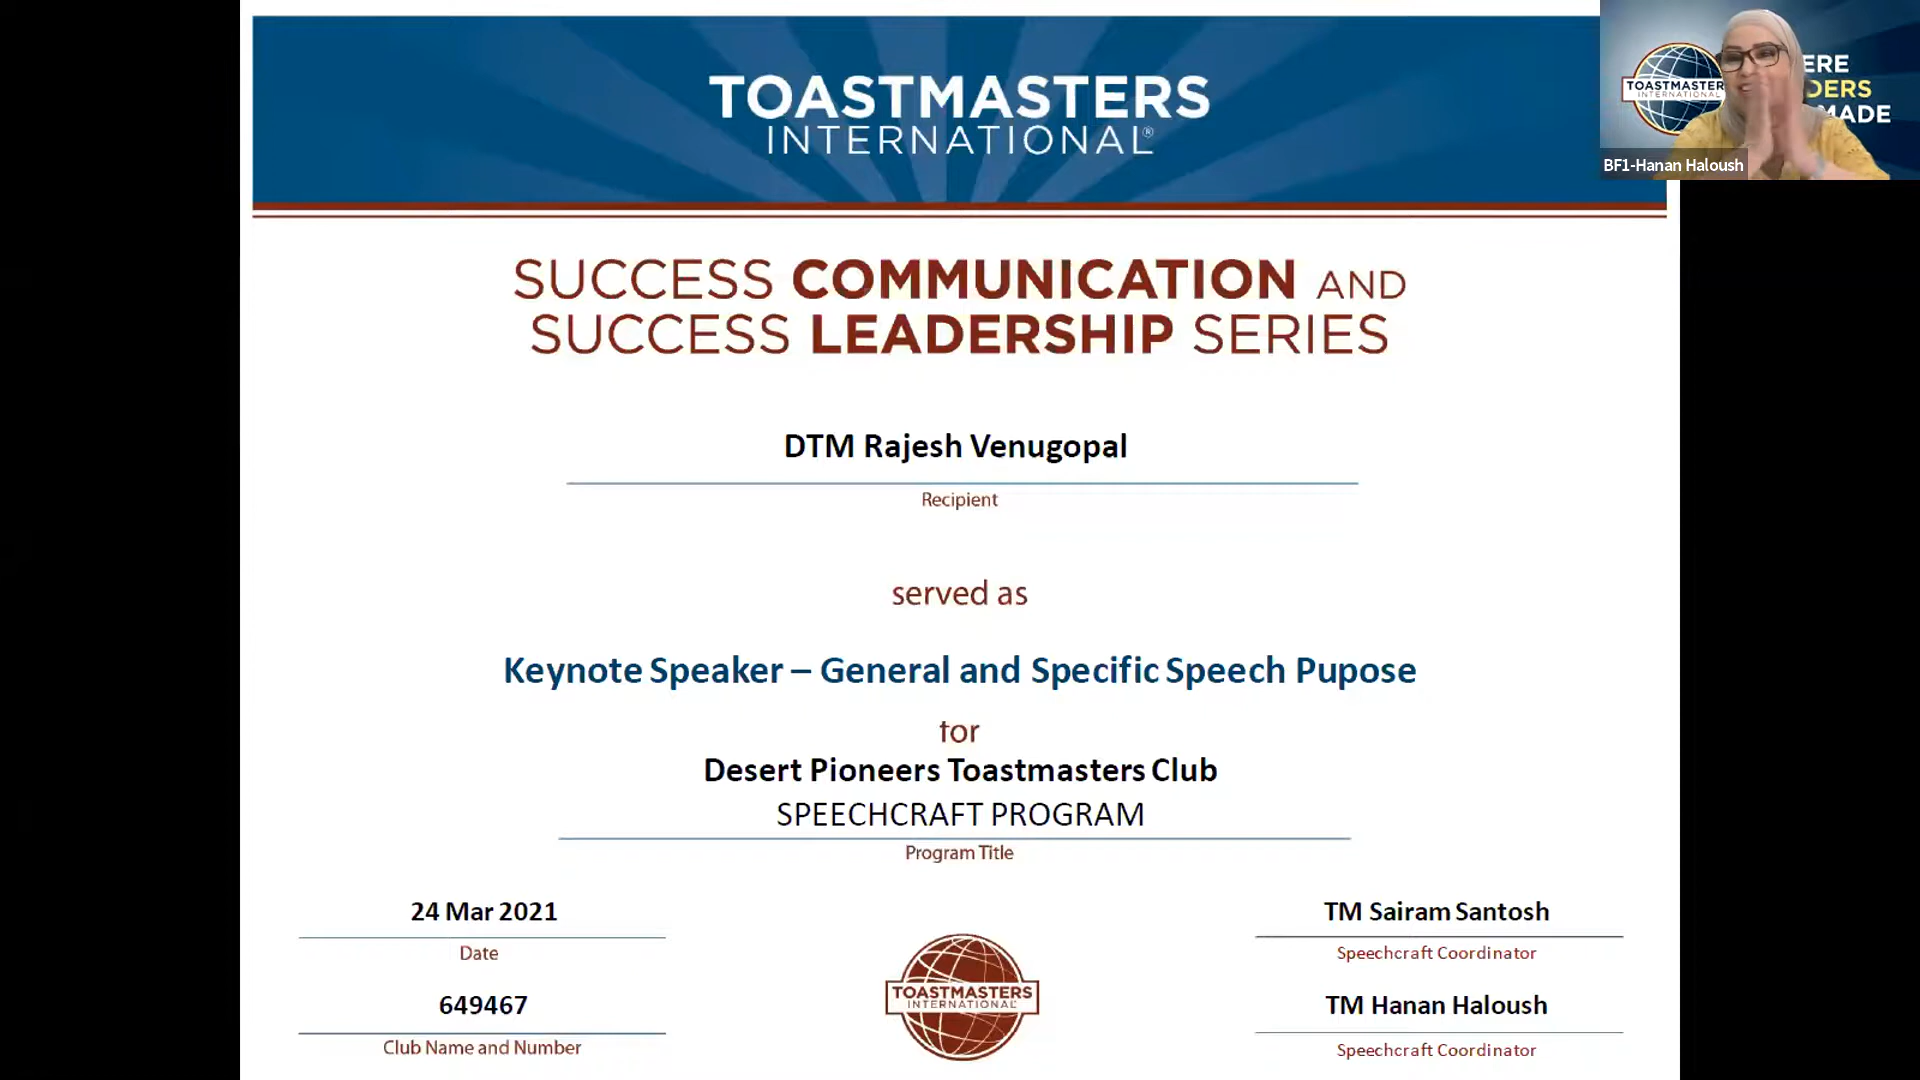 TOASTMASTERS
INTERNATIONAL®
TOASTMASTER
INTERNATIONAL
ERE
DERS
MADE
BF1-Hanan Haloush
SUCCESS COMMUNICATION AND
SUCCESS LEADERSHIP SERIES
DTM Rajesh Venugopal
Recipient
served as
Keynote Speaker – General and Specific Speech Pupose
for
Desert Pioneers Toastmasters Club
SPEECHCRAFT PROGRAM
Program Title
24 Mar 2021
Date
649467
Club Name and Number
TOASTMASTERS
INTERNATIONAL
TM Sairam Santosh
Speechcraft Coordinator
TM Hanan Haloush
Speechcraft Coordinator